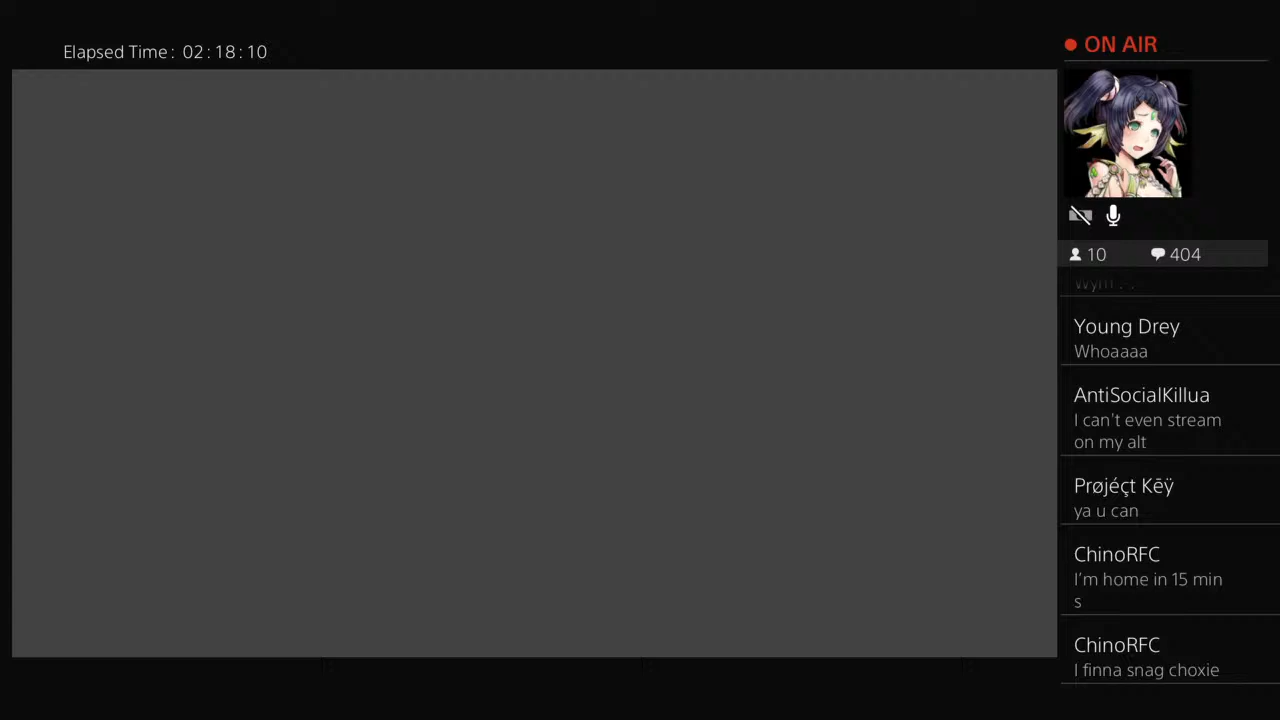 Elapsed Time: 02:18:10
ON AIR
10
404
Young Drey
Whoaaaa
AntiSocialKillua
I can't even stream
on my alt
Prøjéçt Kēÿ
ya u can
ChinoRFC
I'm home in 15 min
s
ChinoRFC
I finna snag choxie